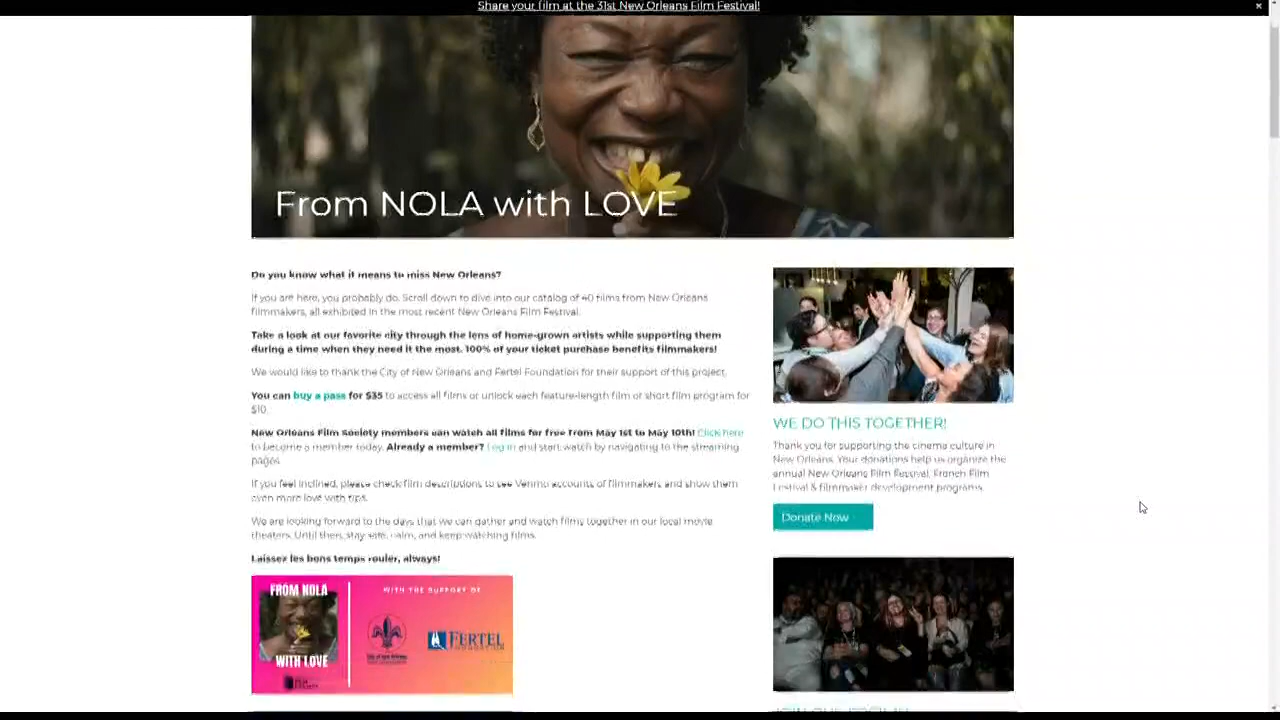 Share your film at the 31st New Orleans Film Festival!
From NOLA with LOVE
Do you know what it means to miss New Orleans?
If you are here, you probably do. Scroll down to dive into our catalog of 40 films from New Orleans
filmmakers, all exhibited in the most recent New Orleans Film Festival.
Take a look at our favorite city through the lens of home-grown artists while supporting them
during a time when they need it the most. 100% of your ticket purchase benefits filmmakers!
We would like to thank the City of New Orleans and Fertel Foundation for their support of this project.
You can buy a pass for $35 to access all films or unlock each feature-length film or short film program for
$10.
New Orleans Film Society members can watch all films for free from May 1st to May 10th! Click here
to become a member today. Already a member? Log in and start watch by navigating to the streaming
pages.
If you feel inclined, please check film descriptions to see Venmo accounts of filmmakers and show them
even more love with tips.
We are looking forward to the days that we can gather and watch films together in our local movie
theaters. Until then, stay safe, calm, and keep watching films.
Laissez les bons temps rouler, always!
FROM NOLA
WITH LOVE
WITH THE SUPPORT OF
FERTEL
FOUNDATION
WE DO THIS TOGETHER!
Thank you for supporting the cinema culture in
New Orleans. Your donations help us organize the
annual New Orleans Film Festival, French Film
Festival & filmmaker development programs.
Donate Now